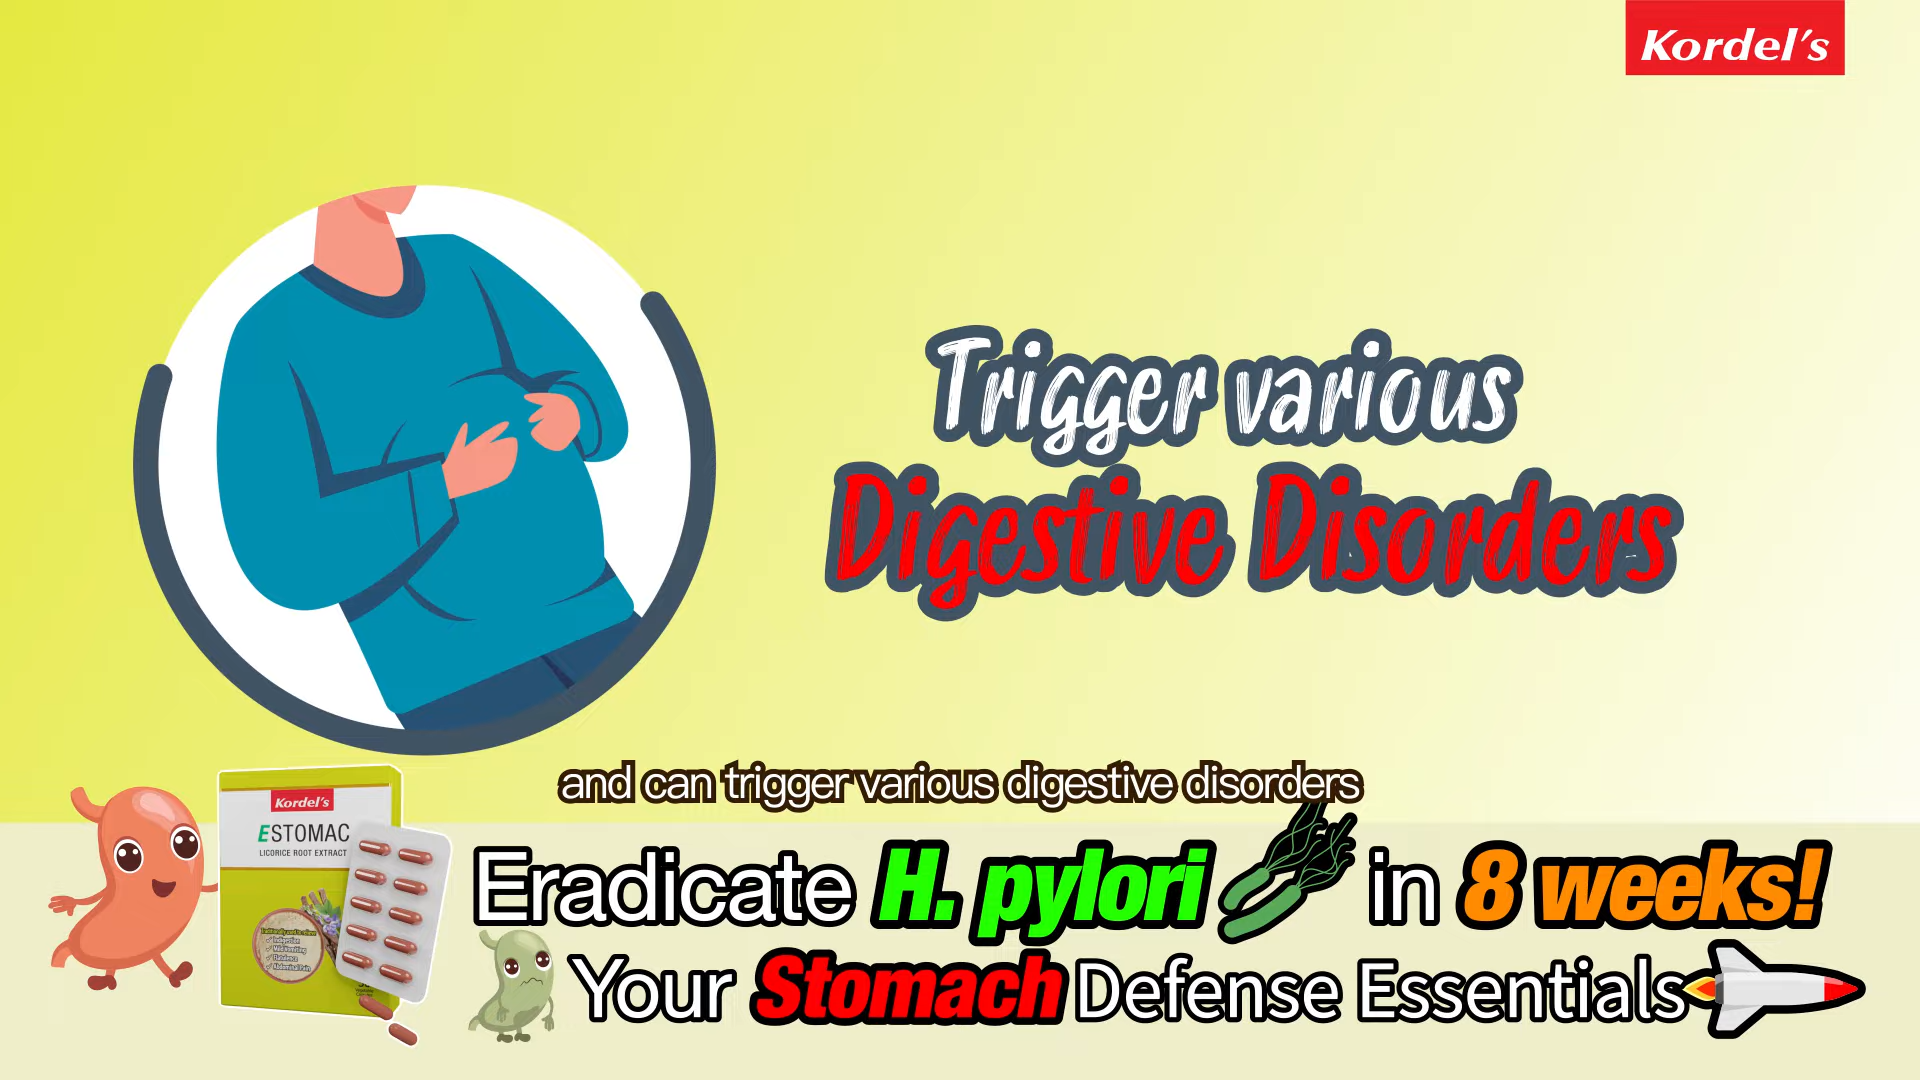 Kordel's
Trigger various
Digestive Disorders
and can trigger various digestive disorders
Kordel's
ESTOMAC
LICORICE ROOT EXTRACT
Eradicate H. pylori in 8 weeks!
Your Stomach Defense Essentials